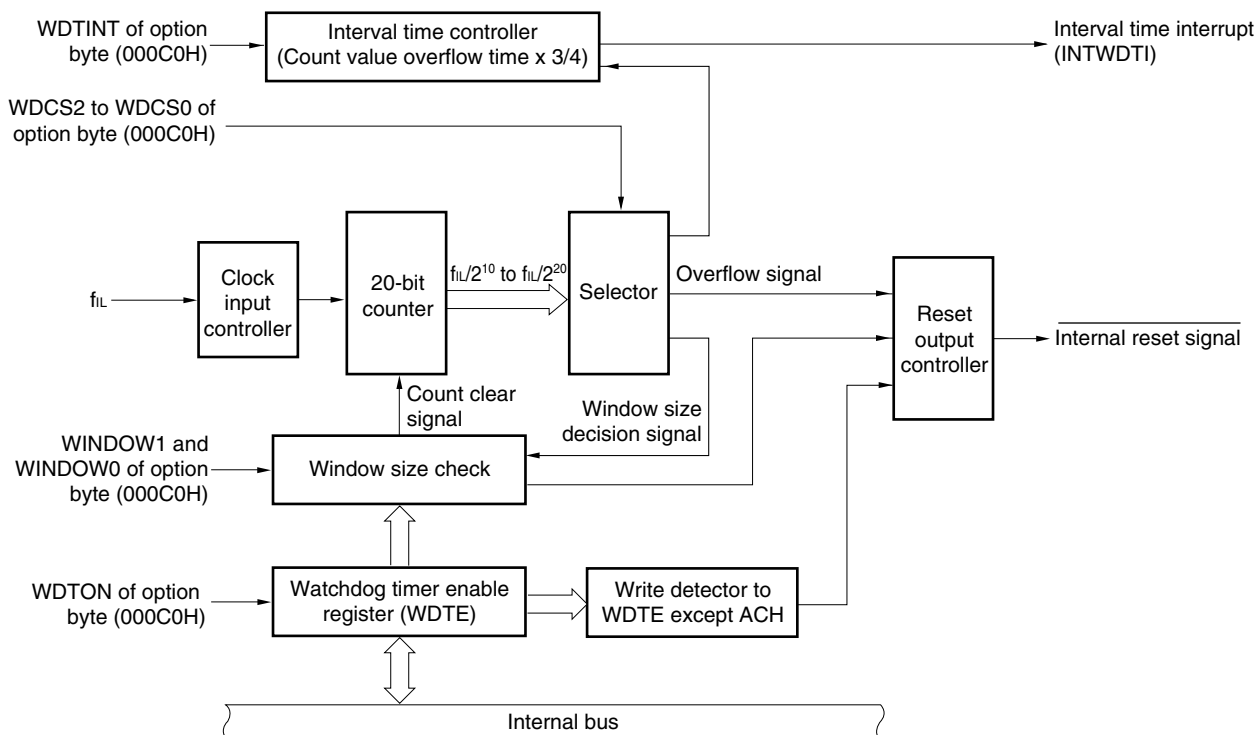 WDTINT of option
byte (000C0H)
Interval time controller
(Count value overflow time x 3/4)
Interval time interrupt
(INTWDTI)
WDCS2 to WDCS0 of
option byte (000C0H)
fIL
Clock
input
controller
20-bit
counter
fIL/2¹⁰ to fIL/2²⁰
Selector
Overflow signal
Reset
output
controller
Internal reset signal
Count clear
signal
Window size
decision signal
WINDOW1 and
WINDOW0 of option
byte (000C0H)
Window size check
WDTON of option
byte (000C0H)
Watchdog timer enable
register (WDTE)
Write detector to
WDTE except ACH
Internal bus